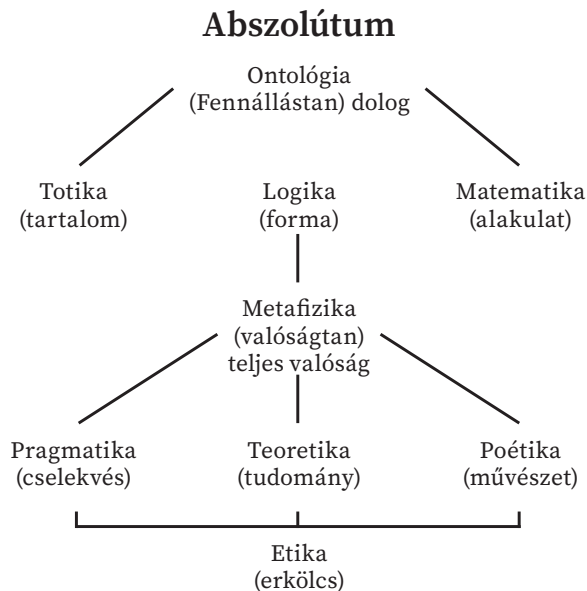 Abszolútum
Ontológia
(Fennállástan) dolog
Totika
(tartalom)
Logika
(forma)
Matematika
(alakulat)
Metafizika
(valóságtan)
teljes valóság
Pragmatika
(cselekvés)
Teoretika
(tudomány)
Poétika
(művészet)
Etika
(erkölcs)